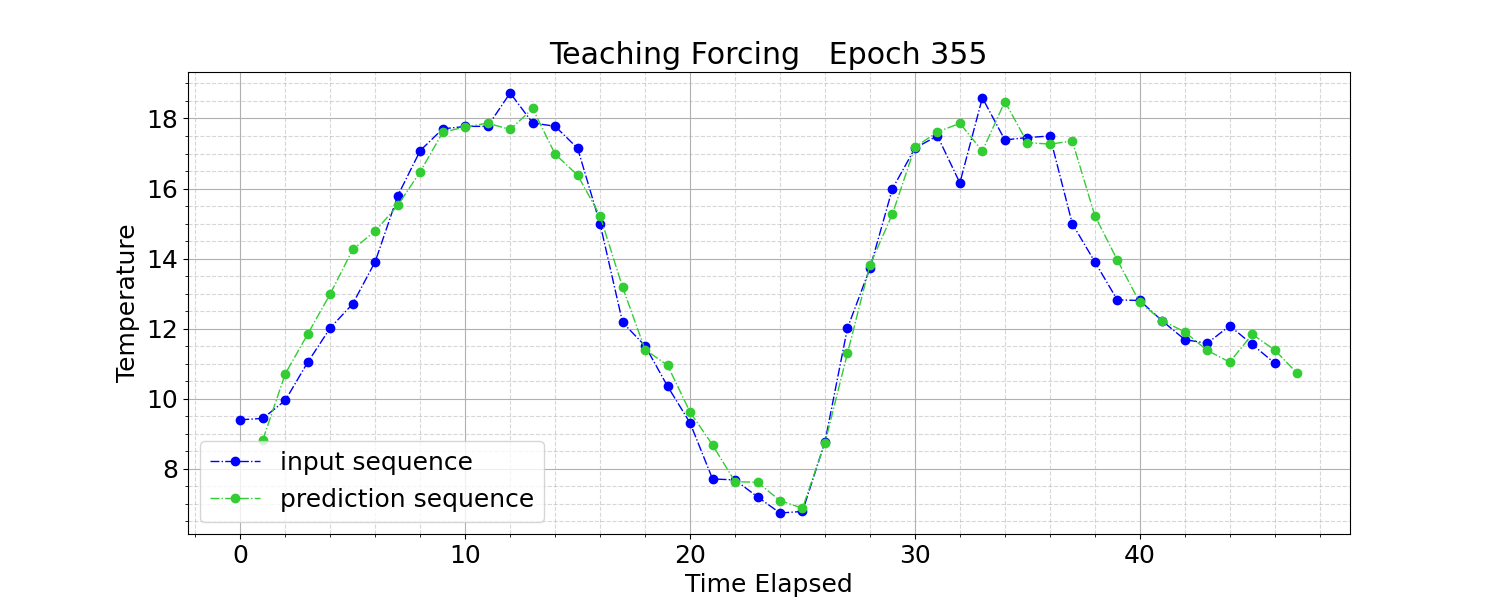 Teaching Forcing   Epoch 355
Temperature
18
16
14
12
10
8
input sequence
prediction sequence
0 10 20 30 40
Time Elapsed